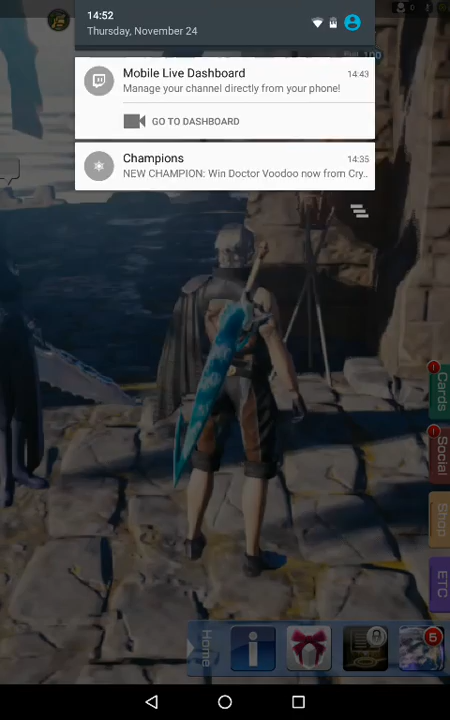 14:52
Thursday, November 24
100
Mobile Live Dashboard
14:43
Manage your channel directly from your phone!
GO TO DASHBOARD
Champions
14:35
NEW CHAMPION: Win Doctor Voodoo now from Cry..
Cards
Social
Shop
ETC
Home
5